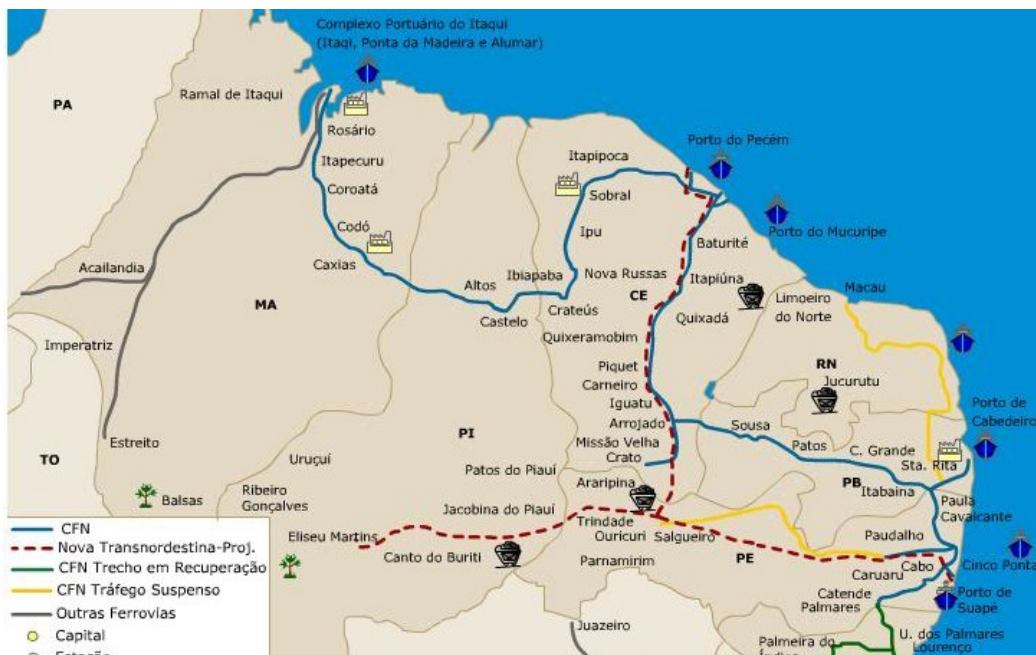 Complexo Portuário do Itaqui
(Itaqi, Ponta da Madeira e Alumar)
PA
Ramal de Itaqui
Rosário
Porto do Pecém
Itapipoca
Itapecuru
Sobral
Coroatá
Codó
Ipu
Porto do Mucuripe
Baturité
Caxias
Acailandia
Ibiapaba
Nova Russas
Itapiúna
Altos
Macau
MA
CE
Limoeiro
do Norte
Castelo
Crateús
Quixadá
Imperatriz
Quixeramobim
RN
Piquet
Carneiro
Jucurutu
Iguatu
Porto de
Cabedeiro
Arrojado
Sousa
Estreito
PI
Missão Velha
Patos
C. Grande
Crato
Sta. Rita
TO
Uruçuí
Patos do Piauí
Araripina
PB
Itabaina
Balsas
Ribeiro
Gonçalves
Jacobina do Piauí
Paula
Cavalcante
CFN
Trindade
Eliseu Martins
Ouricuri
Salgueiro
Paudalho
Nova Transnordestina-Proj.
Canto do Buriti
Parnamirim
PE
Cabo
Cinco Ponta
CFN Trecho em Recuperação
Caruaru
Catende
Porto de
Suapé
CFN Tráfego Suspenso
Palmares
Outras Ferrovias
Juazeiro
U. dos Palmares
Capital
Palmeira do
Lourenço